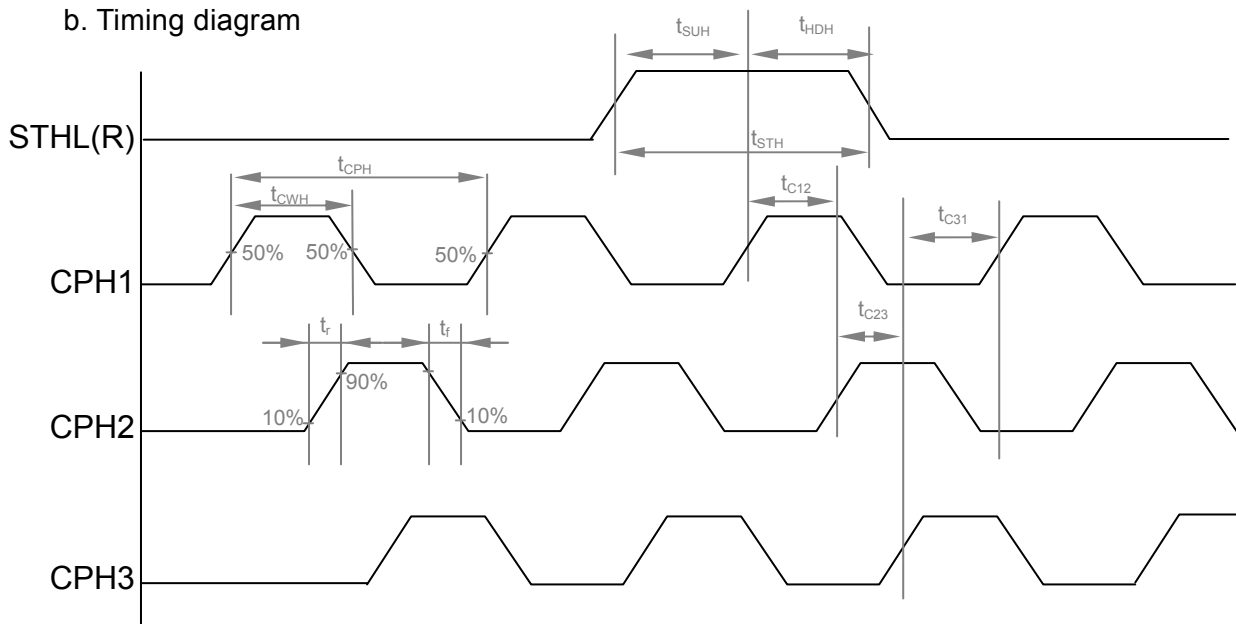 b. Timing diagram
tSUH
tHDH
STHL(R)
tSTH
tCPH
tCWH
tC12
tC31
50%
50%
50%
CPH1
tr
tf
tC23
90%
10%
10%
CPH2
CPH3